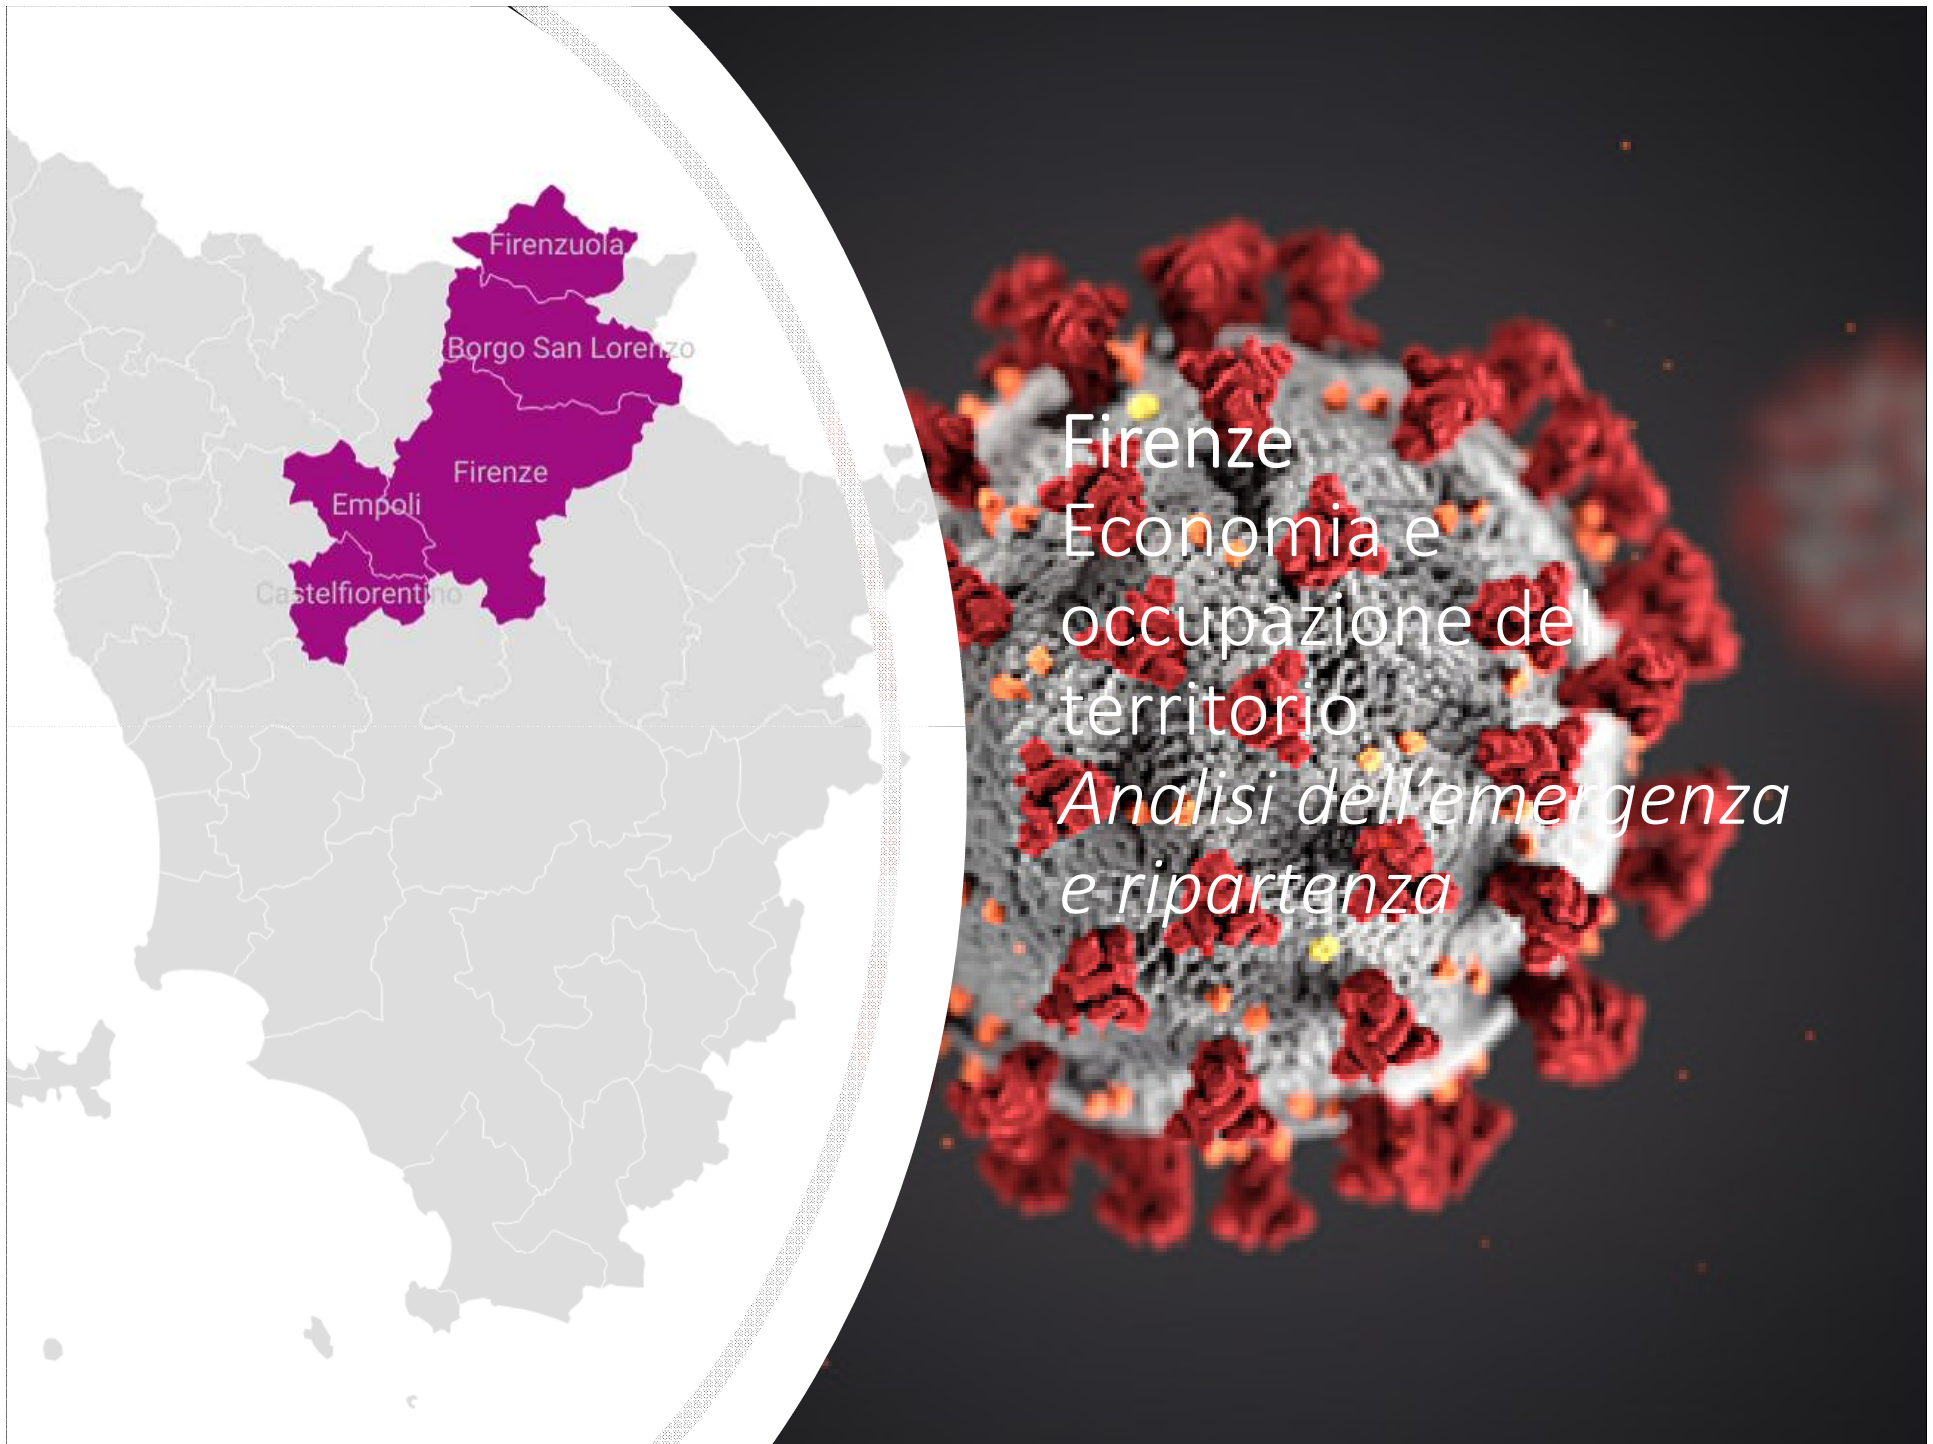 Firenzuola
Borgo San Lorenzo
Firenze
Empoli
Castelfiorentino
Firenze
Economia e
occupazione del
territorio
Analisi dell'emergenza
e ripartenza